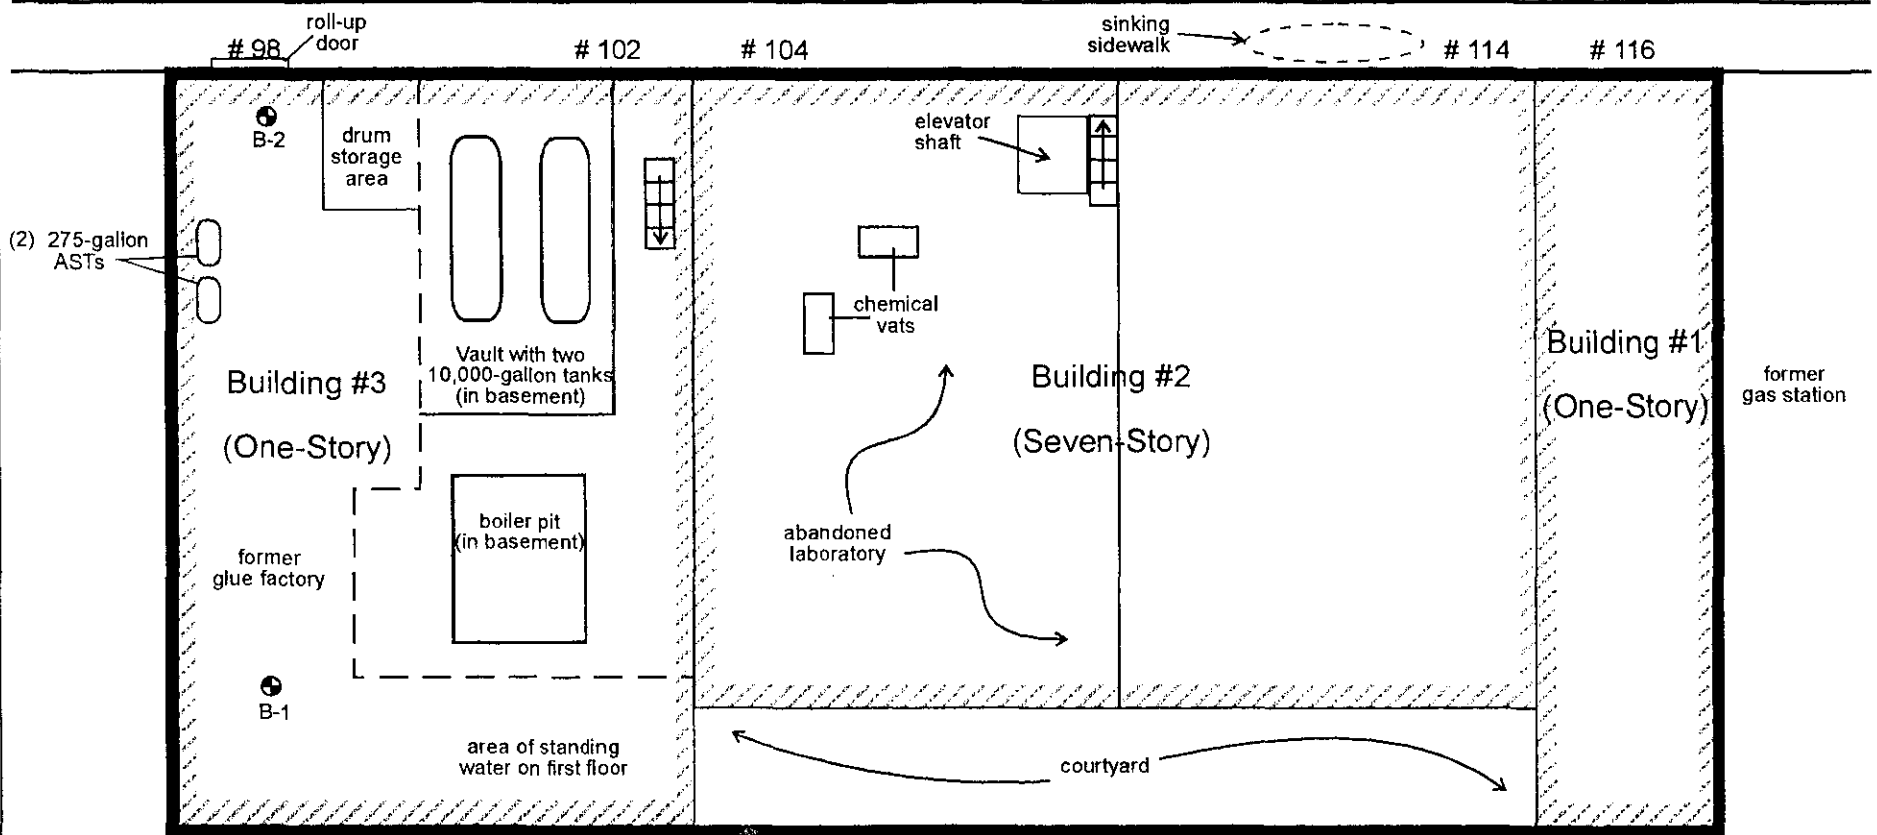 roll-up
door
# 98
# 102
# 104
sinking
sidewalk
# 114
# 116
B-2
drum
storage
area
elevator
shaft
(2) 275-gallon
ASTs
chemical
vats
Vault with two
10,000-gallon tanks
(in basement)
Building #3
(One-Story)
Building #2
(Seven-Story)
Building #1
(One-Story)
former
gas station
boiler pit
(in basement)
abandoned
laboratory
former
glue factory
B-1
area of standing
water on first floor
courtyard